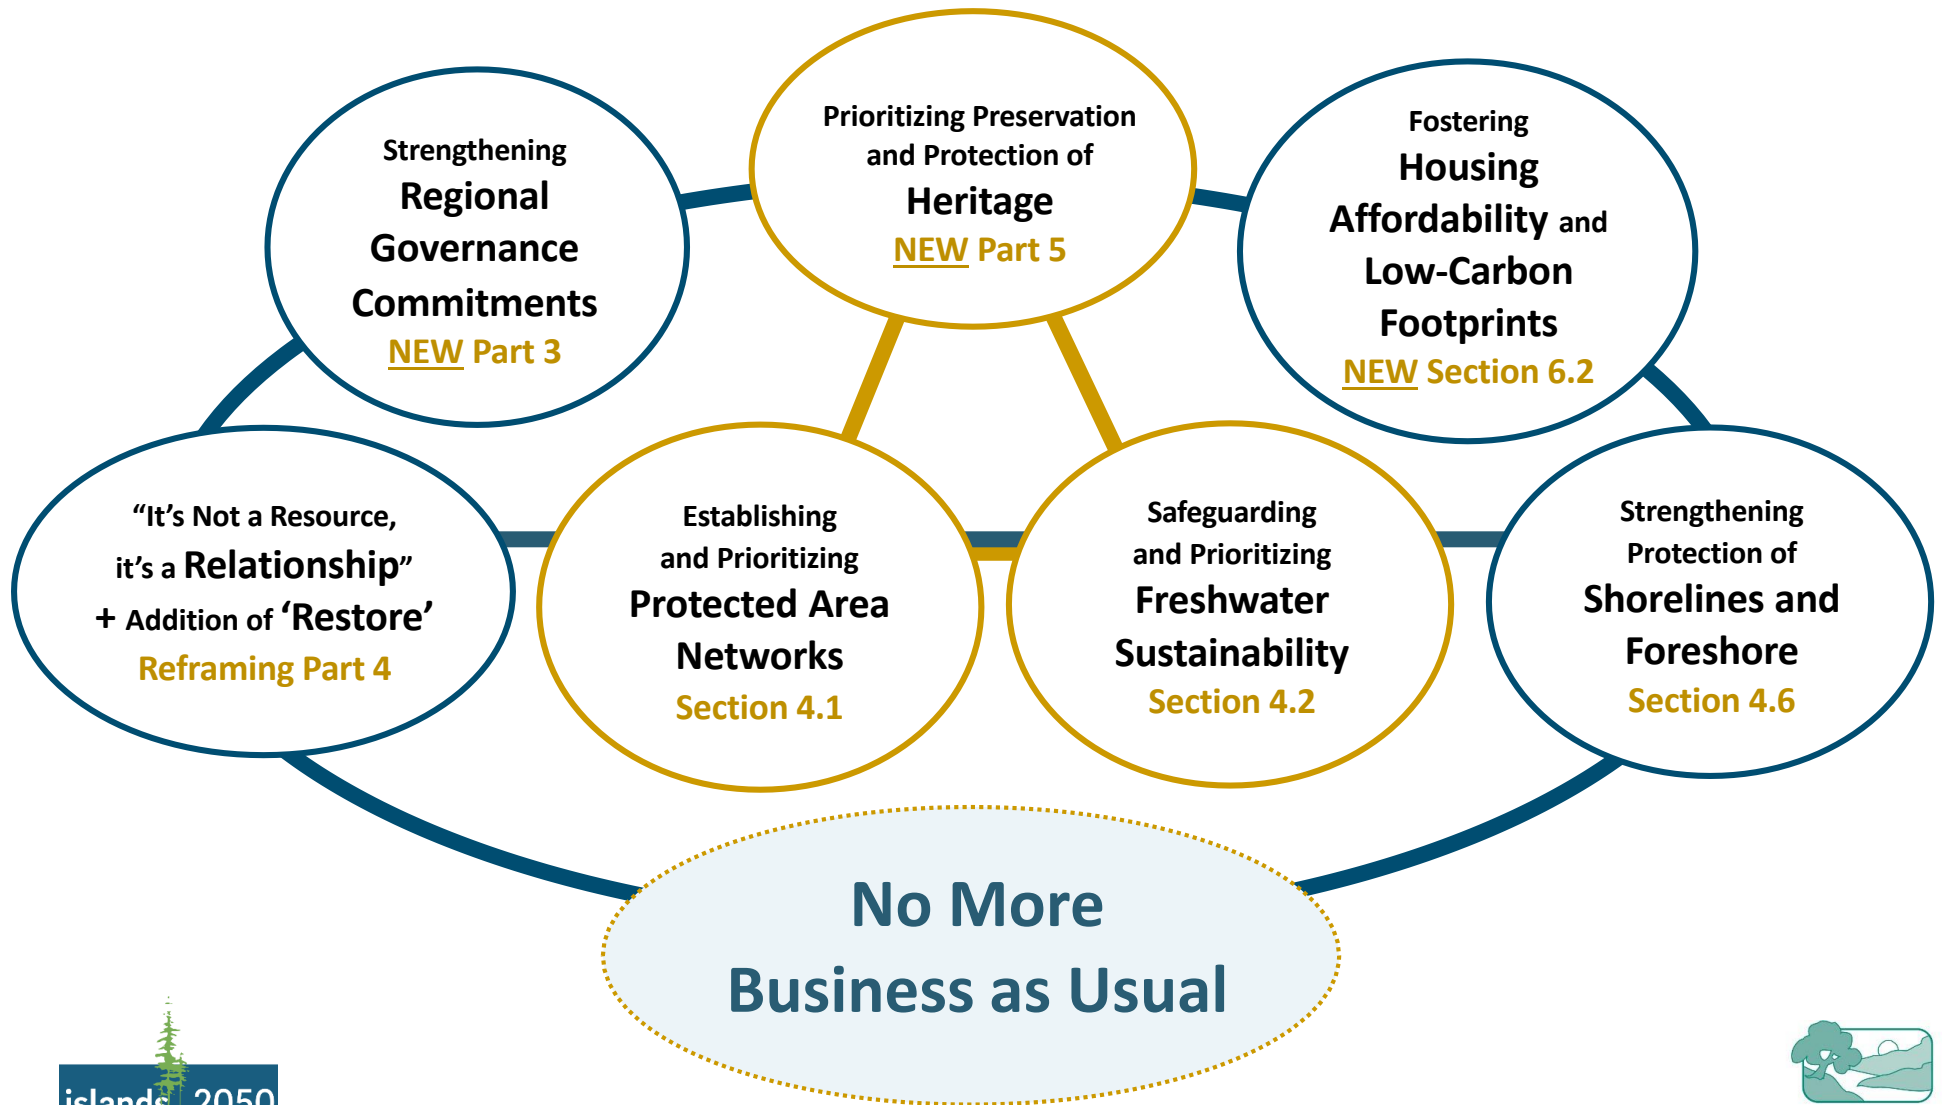 Strengthening
Regional
Governance
Commitments
NEW Part 3
Prioritizing Preservation
and Protection of
Heritage
NEW Part 5
Fostering
Housing
Affordability and
Low-Carbon
Footprints
NEW Section 6.2
“It’s Not a Resource,
it’s a Relationship”
+ Addition of ‘Restore’
Reframing Part 4
Establishing
and Prioritizing
Protected Area
Networks
Section 4.1
Safeguarding
and Prioritizing
Freshwater
Sustainability
Section 4.2
Strengthening
Protection of
Shorelines and
Foreshore
Section 4.6
No More
Business as Usual
islands 2050